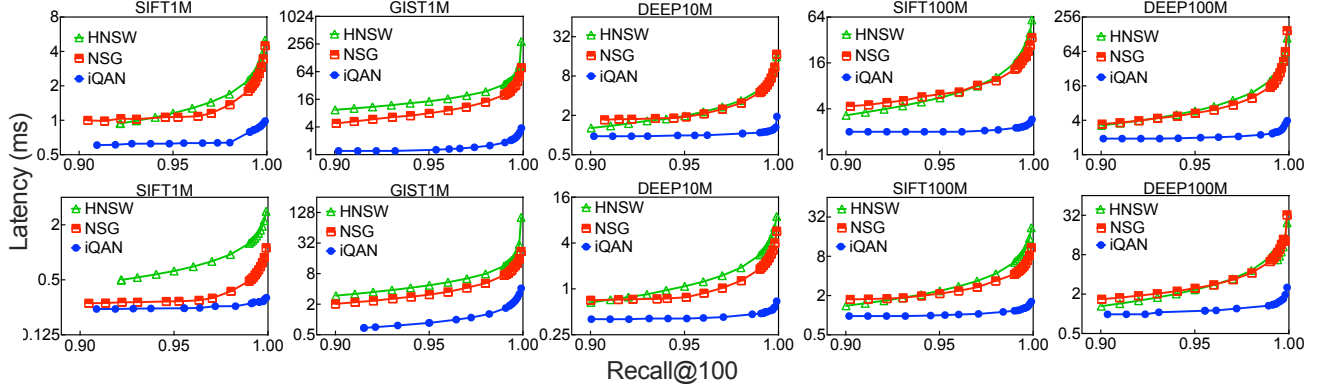 Latency (ms)
SIFT1M
8
4
2
1
0.5
HNSW
NSG
iQAN
0.90
0.95
1.00
GIST1M
1024
256
64
16
4
1
HNSW
NSG
iQAN
0.90
0.95
1.00
DEEP10M
32
8
2
0.5
HNSW
NSG
iQAN
0.90
0.95
1.00
SIFT100M
64
16
4
1
HNSW
NSG
iQAN
0.90
0.95
1.00
DEEP100M
256
64
16
4
1
HNSW
NSG
iQAN
0.90
0.95
1.00
SIFT1M
2
0.5
0.125
HNSW
NSG
iQAN
0.90
0.95
1.00
GIST1M
128
32
8
2
0.5
HNSW
NSG
iQAN
0.90
0.95
1.00
DEEP10M
16
4
1
0.25
HNSW
NSG
iQAN
0.90
0.95
1.00
SIFT100M
32
8
2
0.5
HNSW
NSG
iQAN
0.90
0.95
1.00
DEEP100M
32
8
2
0.5
HNSW
NSG
iQAN
0.90
0.95
1.00
Recall@100